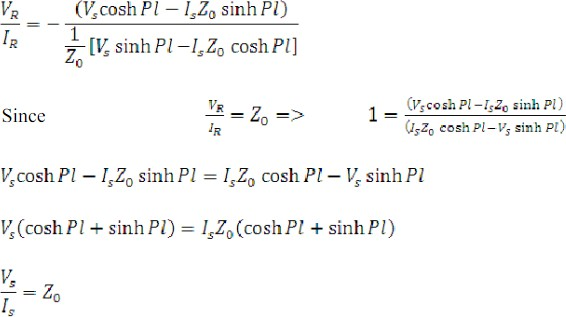 V_R/I_R = − (V_s cosh Pl − I_s Z_0 sinh Pl) / (1/Z_0 [V_s sinh Pl − I_s Z_0 cosh Pl])
Since V_R/I_R = Z_0 => 1 = (V_s cosh Pl − I_s Z_0 sinh Pl) / (I_s Z_0 cosh Pl − V_s sinh Pl)
V_s cosh Pl − I_s Z_0 sinh Pl = I_s Z_0 cosh Pl − V_s sinh Pl
V_s (cosh Pl + sinh Pl) = I_s Z_0 (cosh Pl + sinh Pl)
V_s/I_s = Z_0